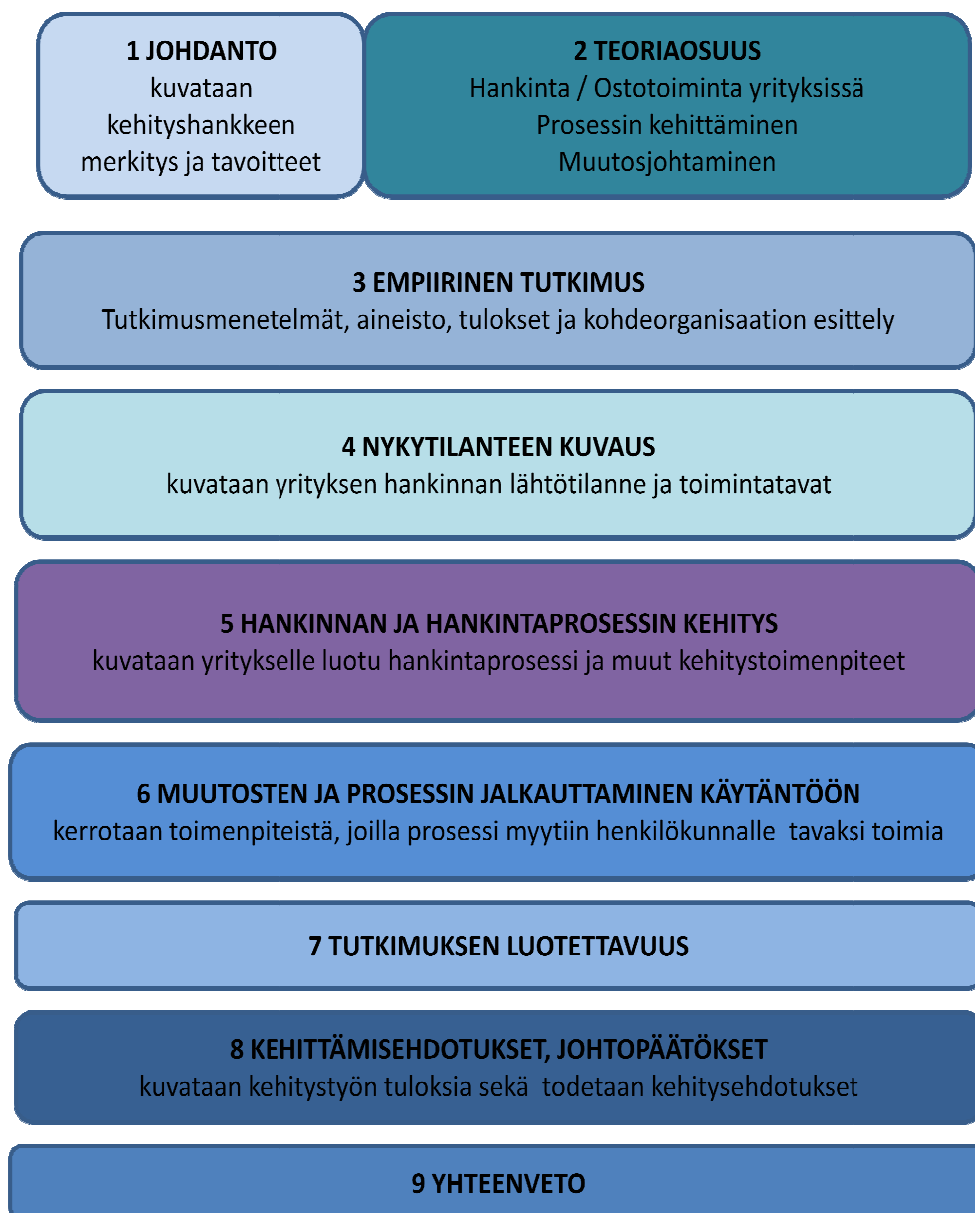 1 JOHDANTO
kuvataan
kehityshankkeen
merkitys ja tavoitteet
2 TEORIAOSUUS
Hankinta / Ostotoiminta yrityksissä
Prosessin kehittäminen
Muutosjohtaminen
3 EMPIIRINEN TUTKIMUS
Tutkimusmenetelmät, aineisto, tulokset ja kohdeorganisaation esittely
4 NYKYTILANTEEN KUVAUS
kuvataan yrityksen hankinnan lähtötilanne ja toimintatavat
5 HANKINNAN JA HANKINTAPROSESSIN KEHITYS
kuvataan yritykselle luotu hankintaprosessi ja muut kehitystoimenpiteet
6 MUUTOSTEN JA PROSESSIN JALKAUTTAMINEN KÄYTÄNTÖÖN
kerrotaan toimenpiteistä, joilla prosessi myytiin henkilökunnalle tavaksi toimia
7 TUTKIMUKSEN LUOTETTAVUUS
8 KEHITTÄMISEHDOTUKSET, JOHTOPÄÄTÖKSET
kuvataan kehitystyön tuloksia sekä todetaan kehitysehdotukset
9 YHTEENVETO